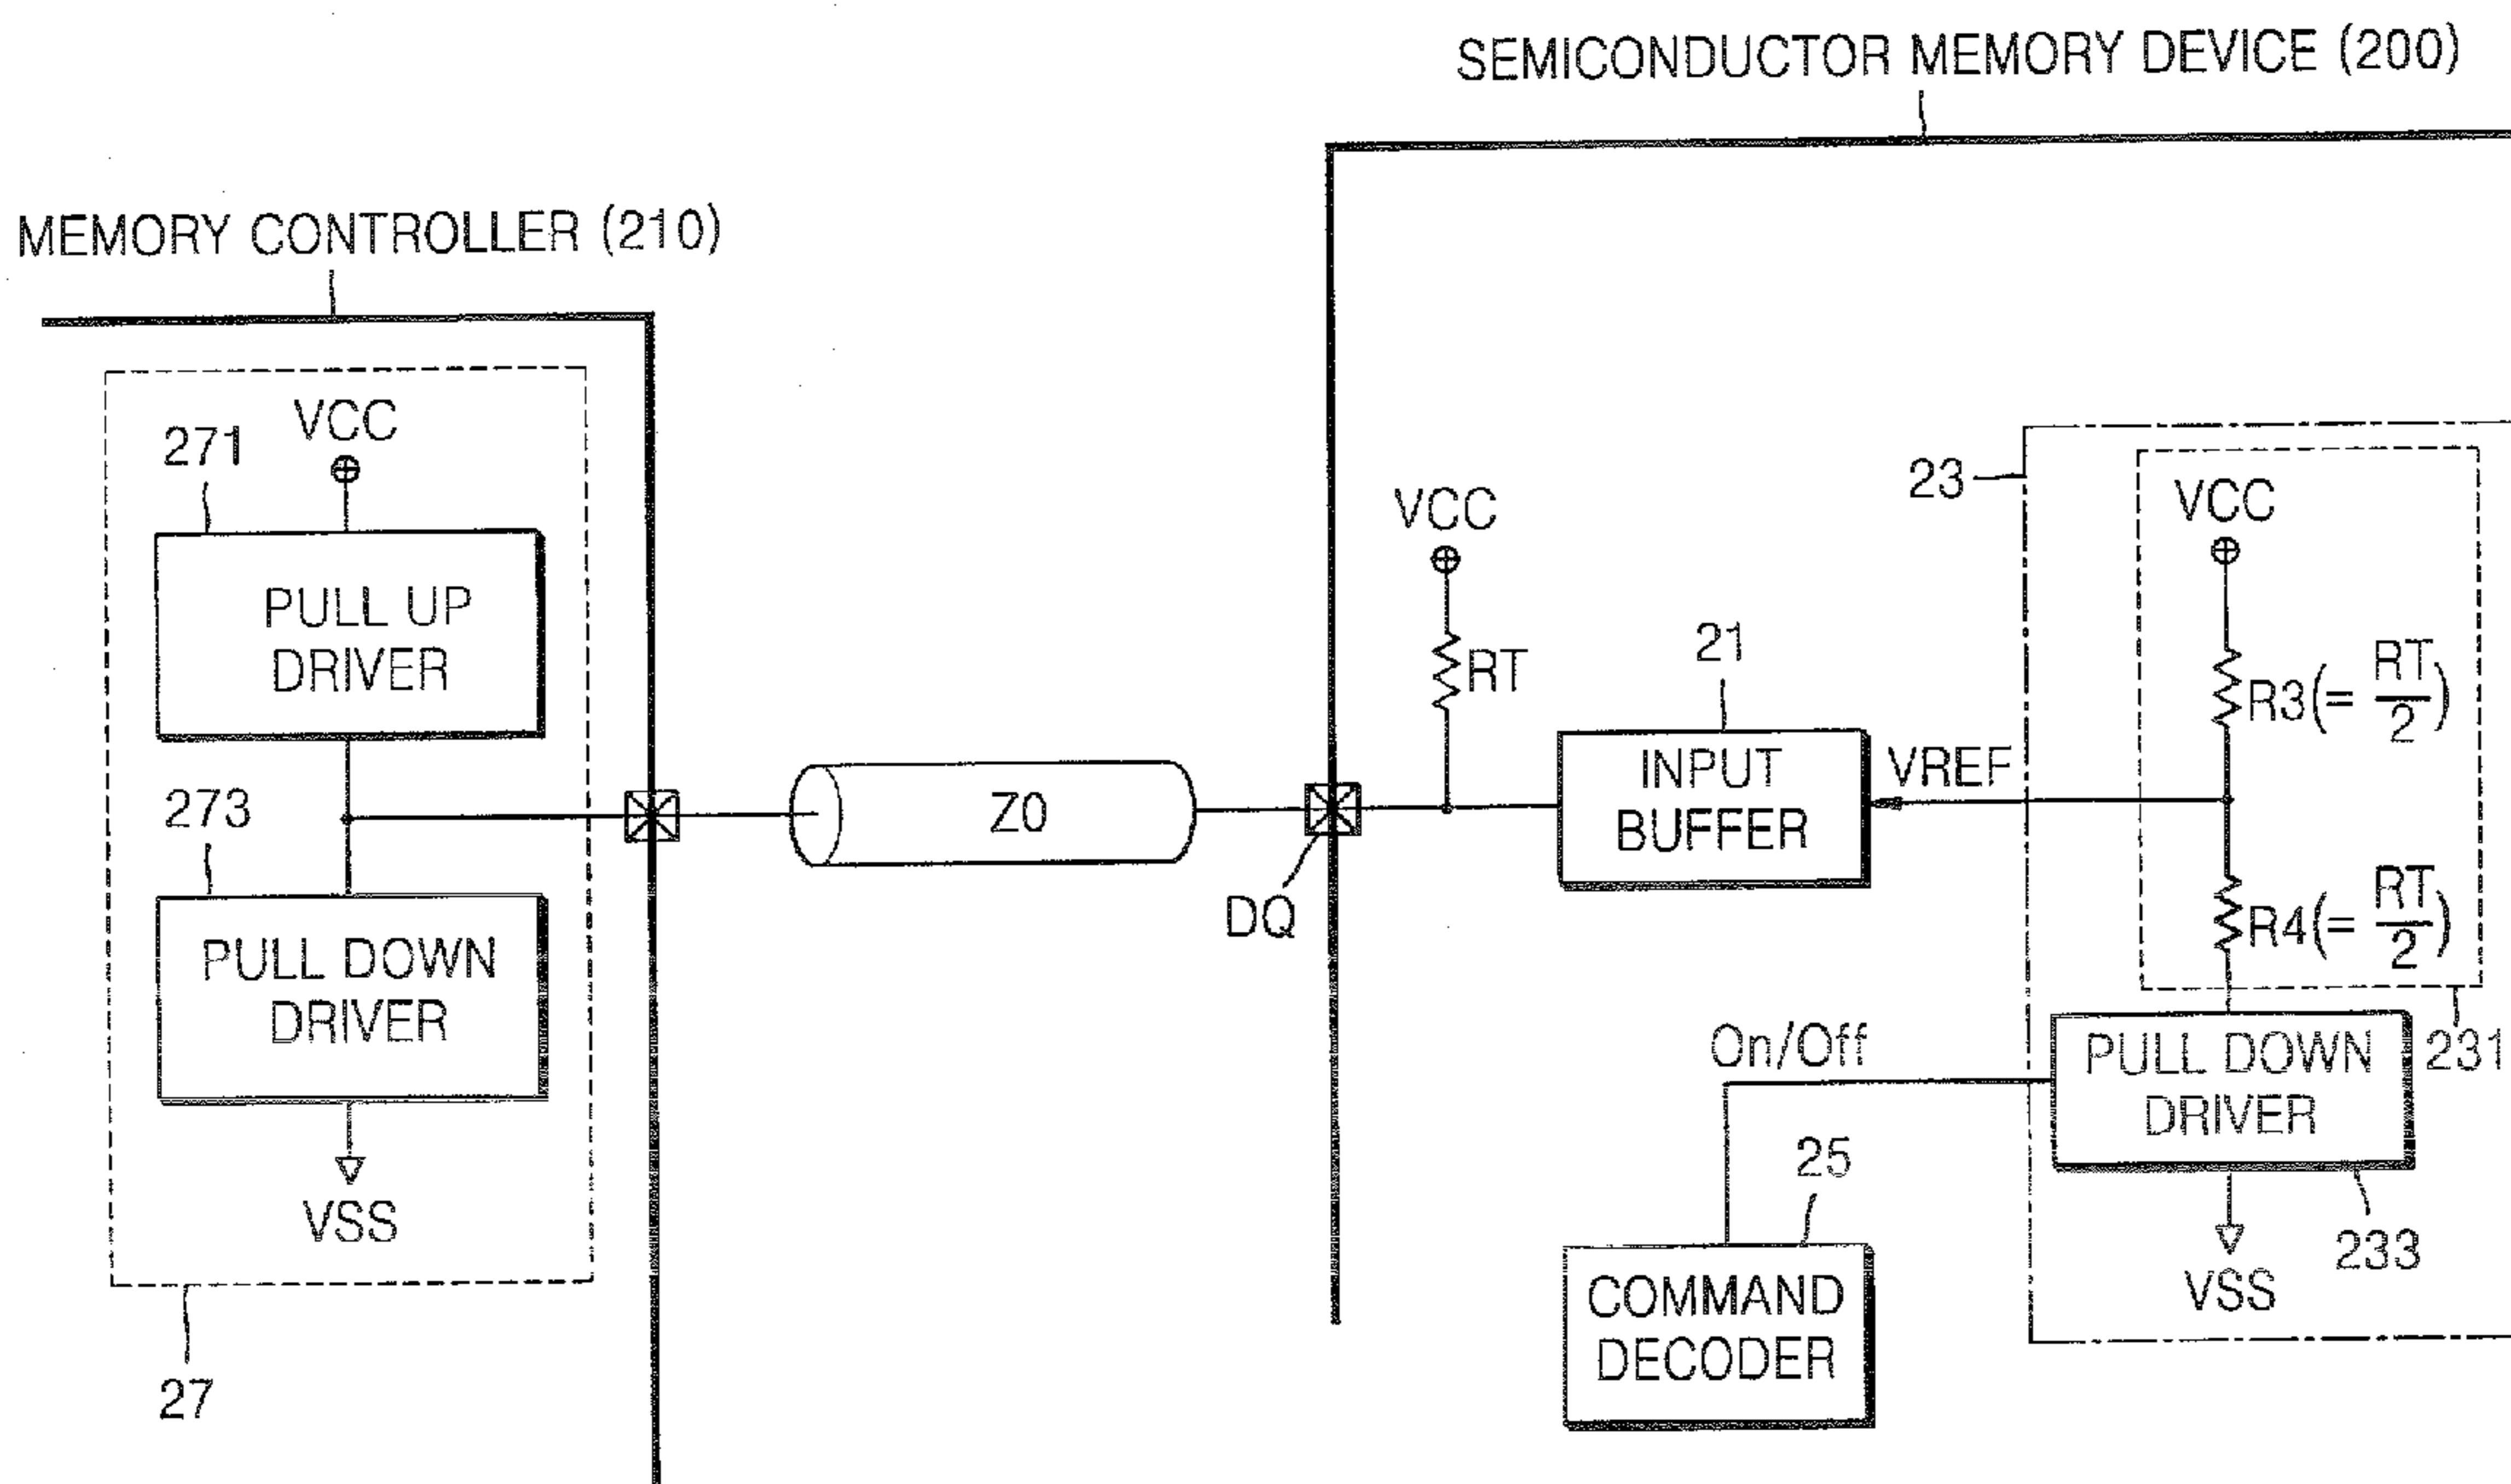 SEMICONDUCTOR MEMORY DEVICE (200)
MEMORY CONTROLLER (210)
271
VCC
PULL UP
DRIVER
273
PULL DOWN
DRIVER
VSS
27
Z0
DQ
VCC
RT
21
INPUT
BUFFER
VREF
23
VCC
R3(= RT/2)
R4(= RT/2)
231
On/Off
PULL DOWN
DRIVER
233
VSS
25
COMMAND
DECODER